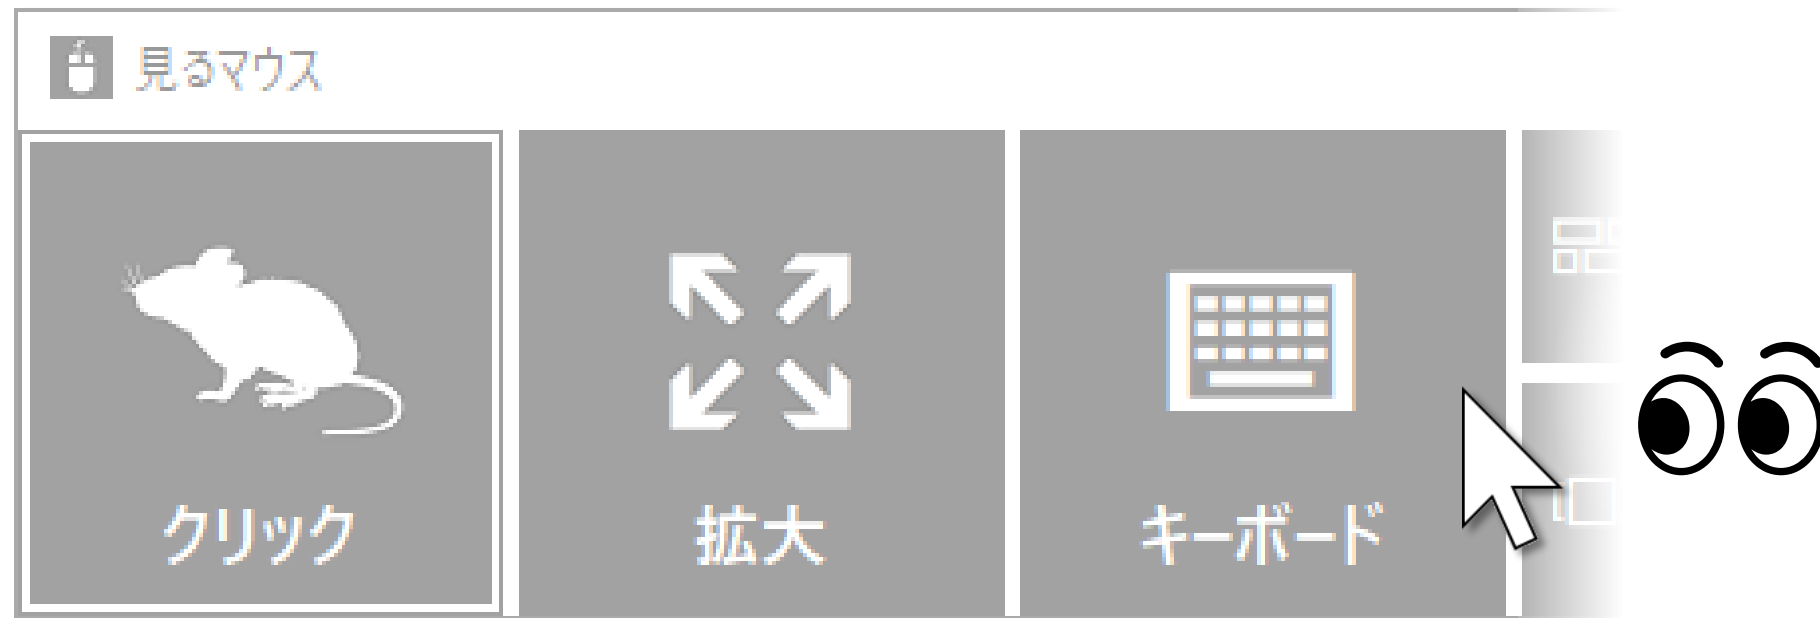 見るマウス
クリック
拡大
キーボード